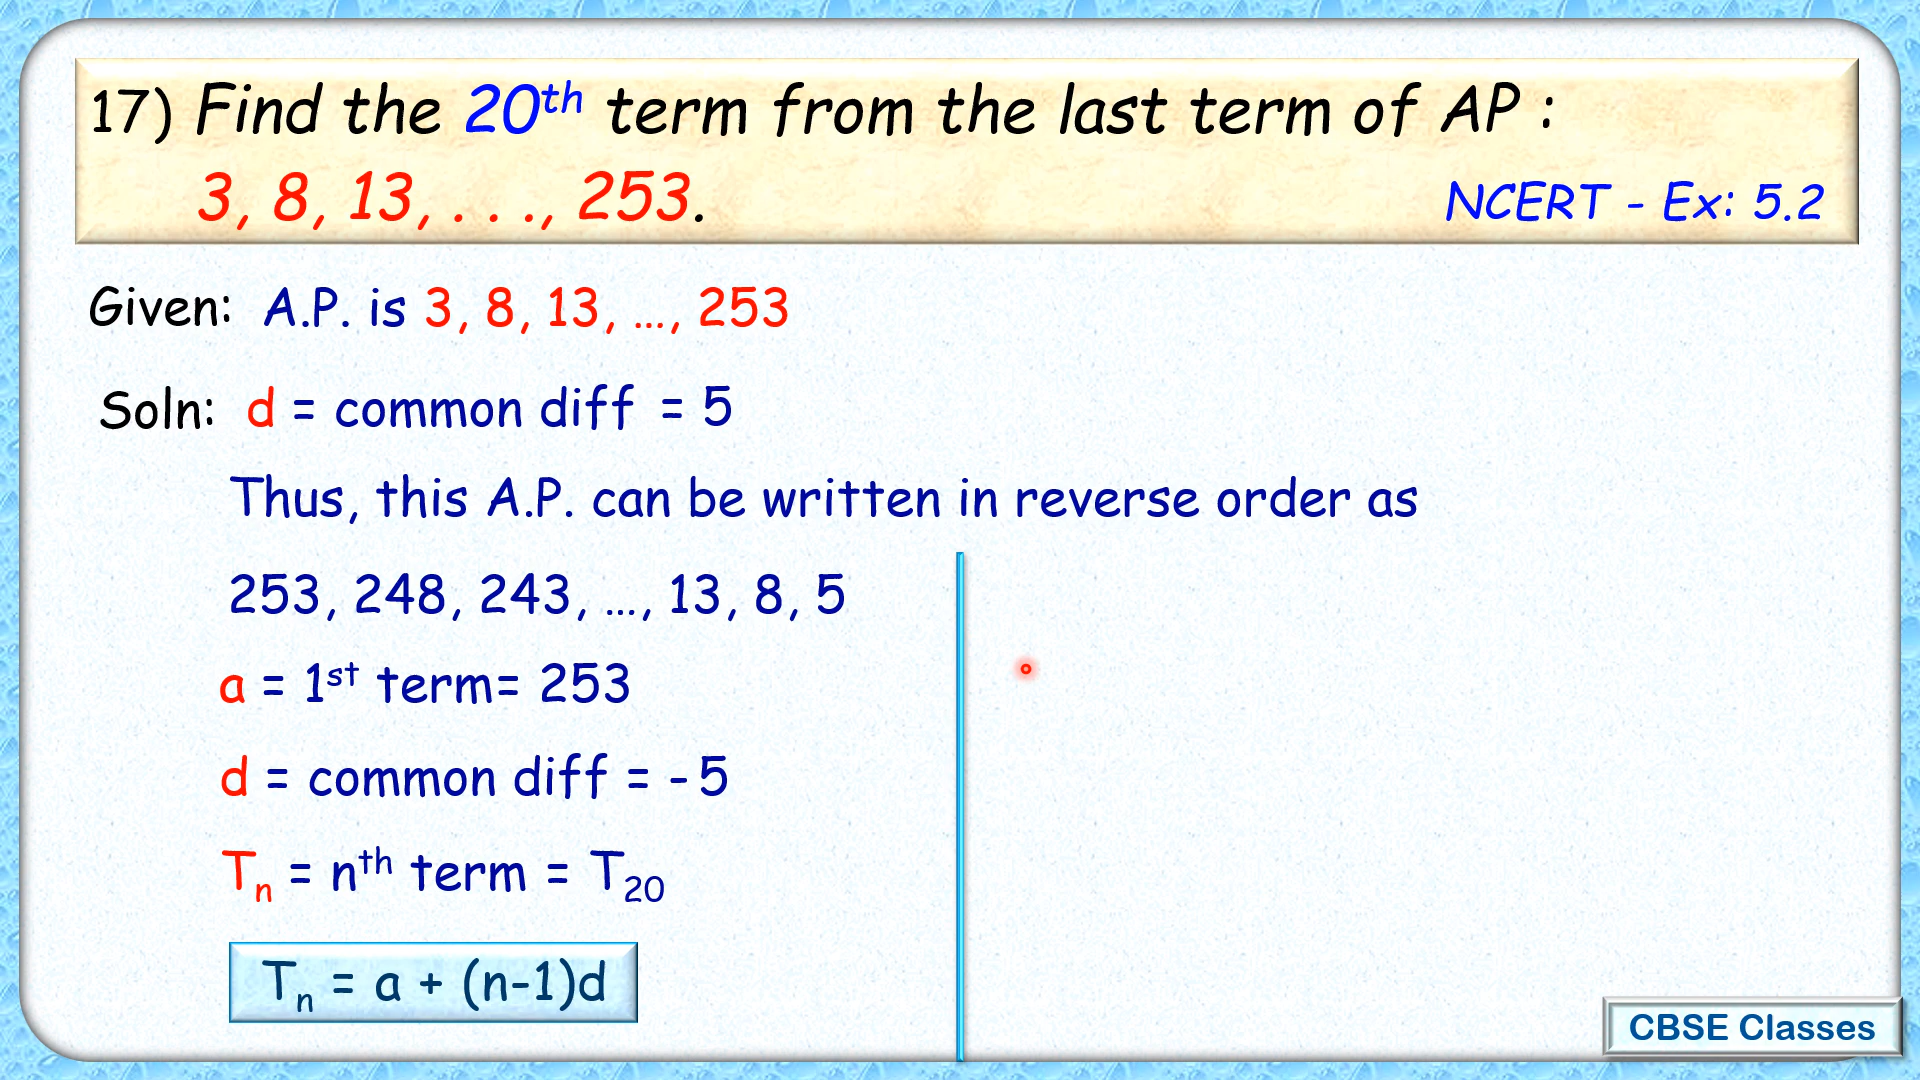 17) Find the 20th term from the last term of AP :
3, 8, 13, . . ., 253.
NCERT - Ex: 5.2
Given: A.P. is 3, 8, 13, ..., 253
Soln: d = common diff = 5
Thus, this A.P. can be written in reverse order as
253, 248, 243, ..., 13, 8, 5
a = 1st term= 253
d = common diff = - 5
Tn = nth term = T20
Tn = a + (n-1)d
CBSE Classes